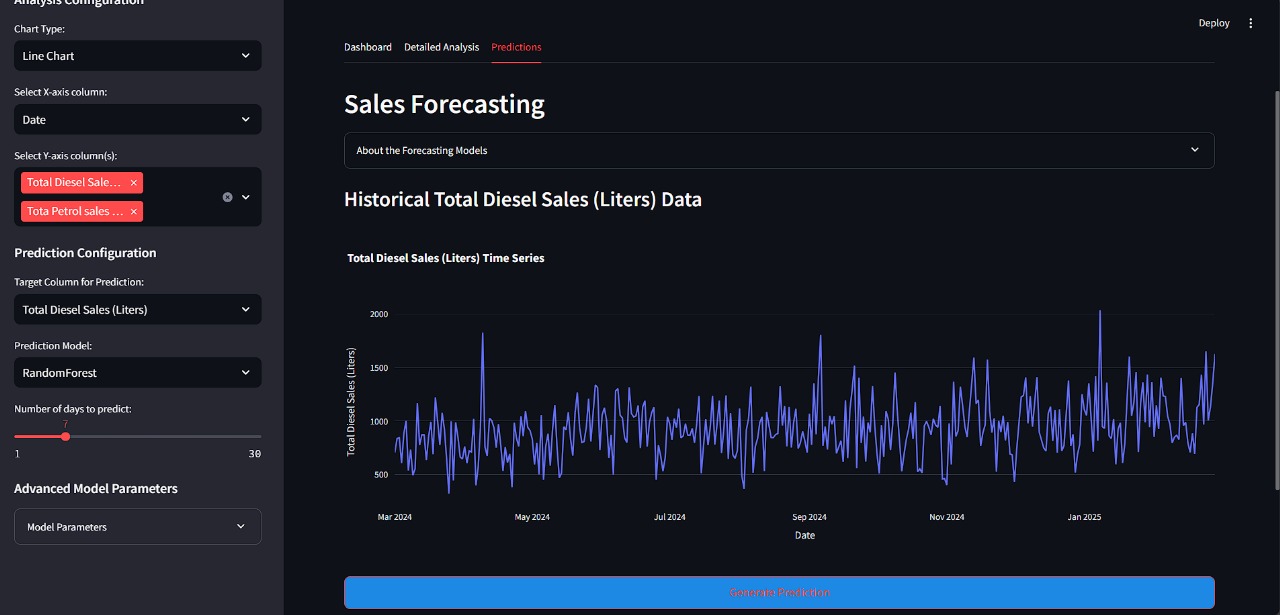 Analysis Configuration
Chart Type:
Line Chart
Select X-axis column:
Date
Select Y-axis column(s):
Total Diesel Sale...
Tota Petrol sales ...
Prediction Configuration
Target Column for Prediction:
Total Diesel Sales (Liters)
Prediction Model:
RandomForest
Number of days to predict:
7
1 30
Advanced Model Parameters
Model Parameters
Deploy
Dashboard Detailed Analysis Predictions
Sales Forecasting
About the Forecasting Models
Historical Total Diesel Sales (Liters) Data
Total Diesel Sales (Liters) Time Series
Total Diesel Sales (Liters)
2000
1500
1000
500
Mar 2024 May 2024 Jul 2024 Sep 2024 Nov 2024 Jan 2025
Date
Generate Prediction